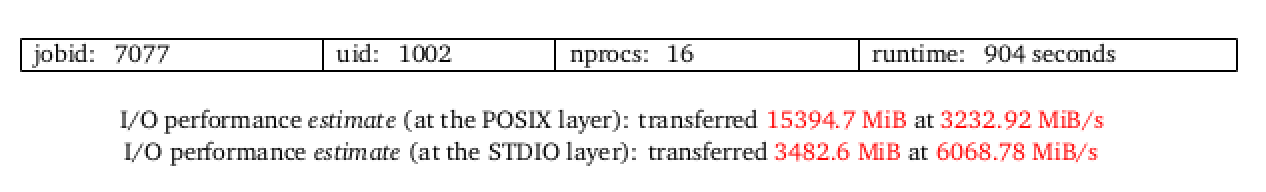 jobid: 7077 uid: 1002 nprocs: 16 runtime: 904 seconds
I/O performance estimate (at the POSIX layer): transferred 15394.7 MiB at 3232.92 MiB/s
I/O performance estimate (at the STDIO layer): transferred 3482.6 MiB at 6068.78 MiB/s